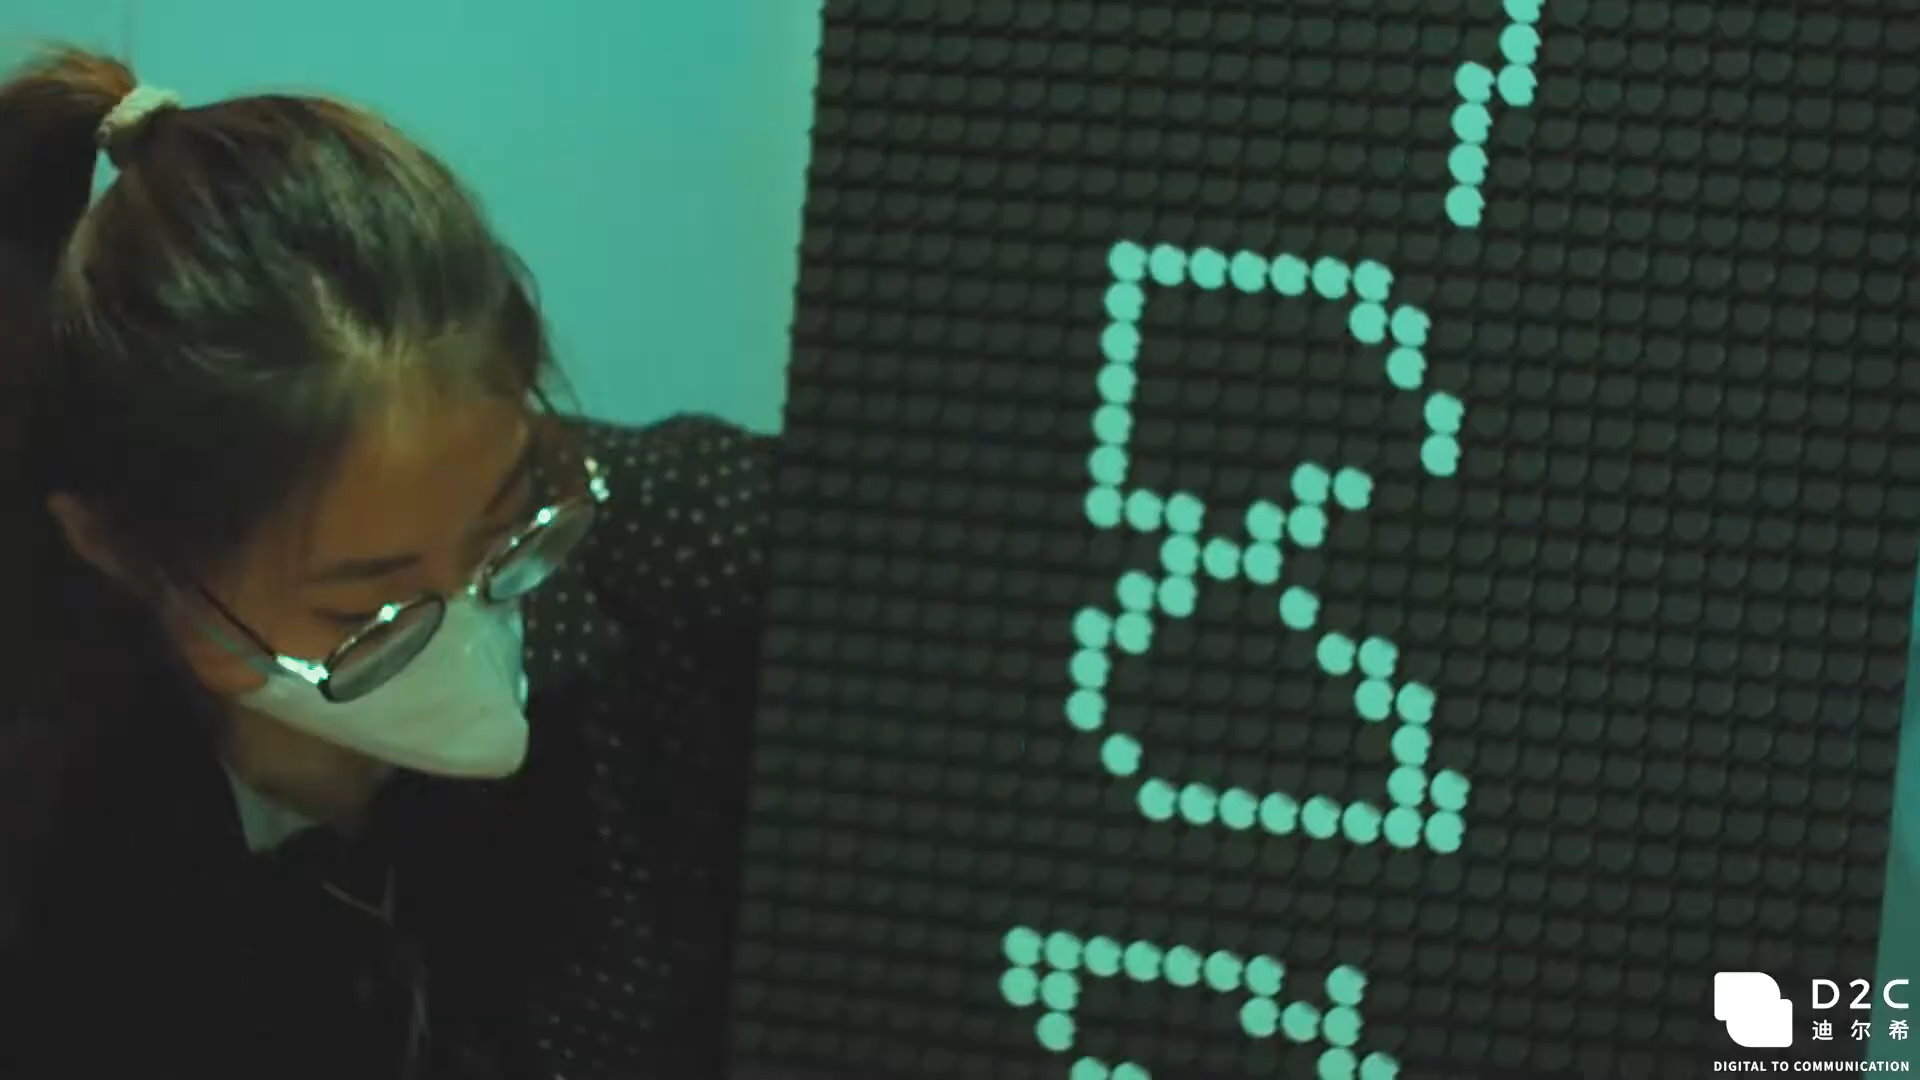 D2C
迪尔希
DIGITAL TO COMMUNICATION